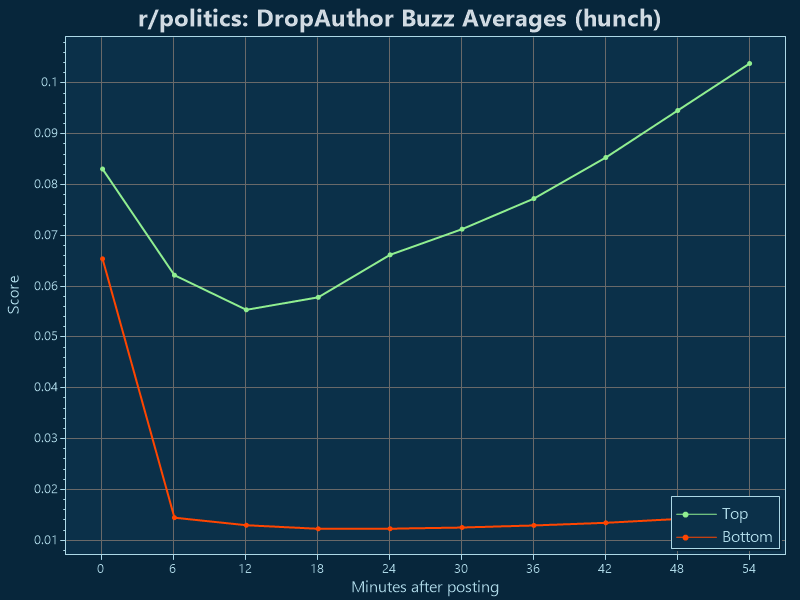 r/politics: DropAuthor Buzz Averages (hunch)
0.1
0.09
0.08
0.07
0.06
0.05
0.04
0.03
0.02
0.01
Score
0 6 12 18 24 30 36 42 48 54
Minutes after posting
Top
Bottom